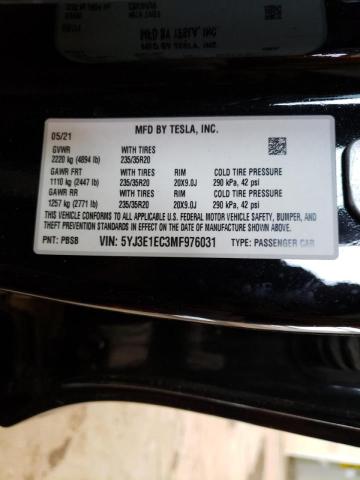 05/21 MFD BY TESLA, INC.
GVWR WITH TIRES
2220 kg (4894 lb) 235/35R20
GAWR FRT WITH TIRES RIM COLD TIRE PRESSURE
1110 kg (2447 lb) 235/35R20 20X9.0J 290 kPa, 42 psi
GAWR RR WITH TIRES RIM COLD TIRE PRESSURE
1257 kg (2771 lb) 235/35R20 20X9.0J 290 kPa, 42 psi
THIS VEHICLE CONFORMS TO ALL APPLICABLE U.S. FEDERAL MOTOR VEHICLE SAFETY, BUMPER, AND
THEFT PREVENTION STANDARDS IN EFFECT ON THE
DATE OF MANUFACTURE SHOWN ABOVE.
PNT: PBSB VIN: 5YJ3E1EC3MF976031 TYPE: PASSENGER CAR